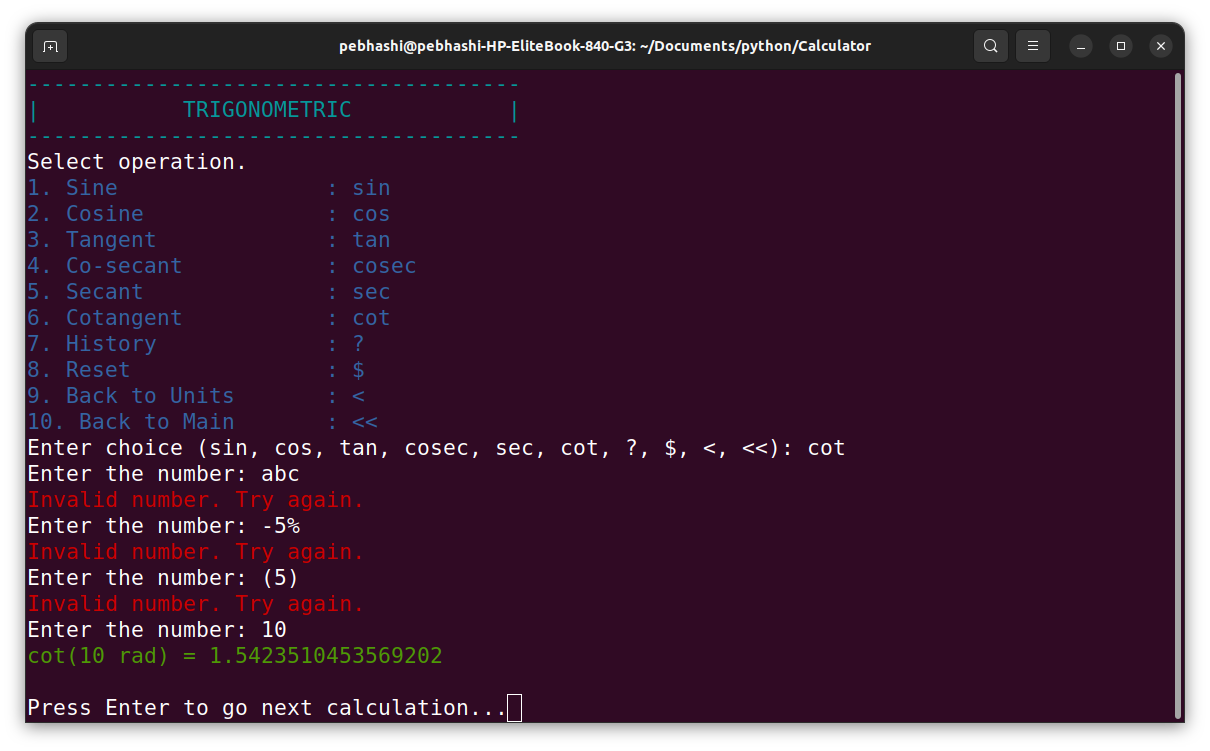 pebhashi@pebhashi-HP-EliteBook-840-G3: ~/Documents/python/Calculator
--------------------------------------
|           TRIGONOMETRIC            |
--------------------------------------
Select operation.
1. Sine                : sin
2. Cosine              : cos
3. Tangent             : tan
4. Co-secant           : cosec
5. Secant              : sec
6. Cotangent           : cot
7. History             : ?
8. Reset               : $
9. Back to Units       : <
10. Back to Main       : <<
Enter choice (sin, cos, tan, cosec, sec, cot, ?, $, <, <<): cot
Enter the number: abc
Invalid number. Try again.
Enter the number: -5%
Invalid number. Try again.
Enter the number: (5)
Invalid number. Try again.
Enter the number: 10
cot(10 rad) = 1.5423510453569202
Press Enter to go next calculation...